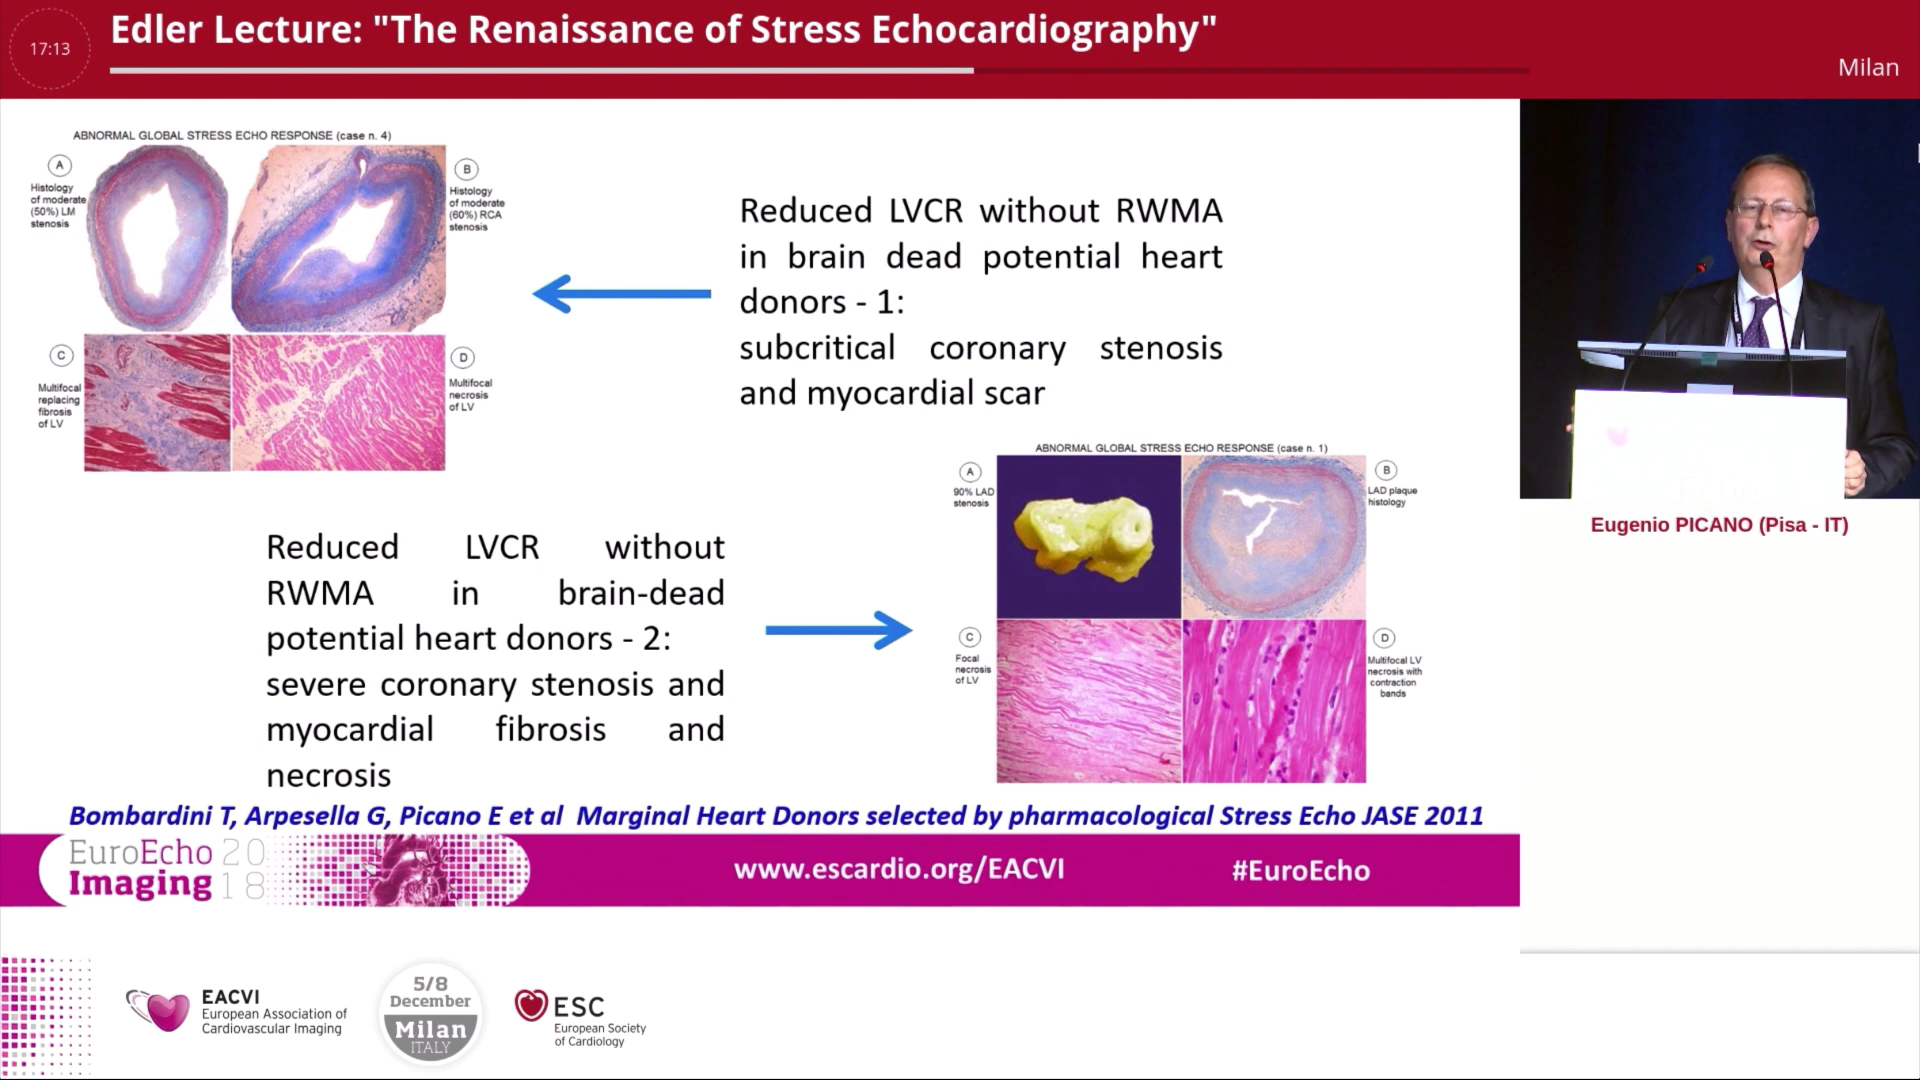 17:13
Edler Lecture: "The Renaissance of Stress Echocardiography"
Milan
ABNORMAL GLOBAL STRESS ECHO RESPONSE (case n. 4)
A
Histology
of moderate
(50%) LM
stenosis
B
Histology
of moderate
(60%) RCA
stenosis
C
Multifocal
replacing
fibrosis
of LV
D
Multifocal
necrosis
of LV
Reduced LVCR without RWMA
in brain dead potential heart
donors - 1:
subcritical coronary stenosis
and myocardial scar
Eugenio PICANO (Pisa - IT)
Reduced LVCR without
RWMA in brain-dead
potential heart donors - 2:
severe coronary stenosis and
myocardial fibrosis and
necrosis
ABNORMAL GLOBAL STRESS ECHO RESPONSE (case n. 1)
A
90% LAD
stenosis
B
LAD plaque
histology
C
Focal
necrosis
of LV
D
Multifocal LV
necrosis with
contraction
bands
Bombardini T, Arpesella G, Picano E et al Marginal Heart Donors selected by pharmacological Stress Echo JASE 2011
EuroEcho 20
Imaging 18
www.escardio.org/EACVI
#EuroEcho
EACVI
European Association of
Cardiovascular Imaging
5/8
December
Milan
ITALY
ESC
European Society
of Cardiology